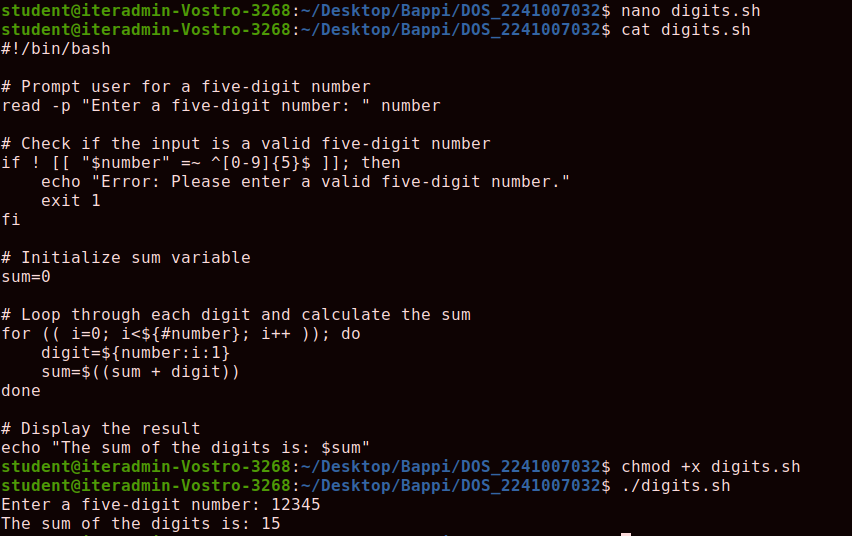 student@iteradmin-Vostro-3268:~/Desktop/Bappi/DOS_2241007032$ nano digits.sh
student@iteradmin-Vostro-3268:~/Desktop/Bappi/DOS_2241007032$ cat digits.sh
#!/bin/bash

# Prompt user for a five-digit number
read -p "Enter a five-digit number: " number

# Check if the input is a valid five-digit number
if ! [[ "$number" =~ ^[0-9]{5}$ ]]; then
    echo "Error: Please enter a valid five-digit number."
    exit 1
fi

# Initialize sum variable
sum=0

# Loop through each digit and calculate the sum
for (( i=0; i<${#number}; i++ )); do
    digit=${number:i:1}
    sum=$((sum + digit))
done

# Display the result
echo "The sum of the digits is: $sum"
student@iteradmin-Vostro-3268:~/Desktop/Bappi/DOS_2241007032$ chmod +x digits.sh
student@iteradmin-Vostro-3268:~/Desktop/Bappi/DOS_2241007032$ ./digits.sh
Enter a five-digit number: 12345
The sum of the digits is: 15